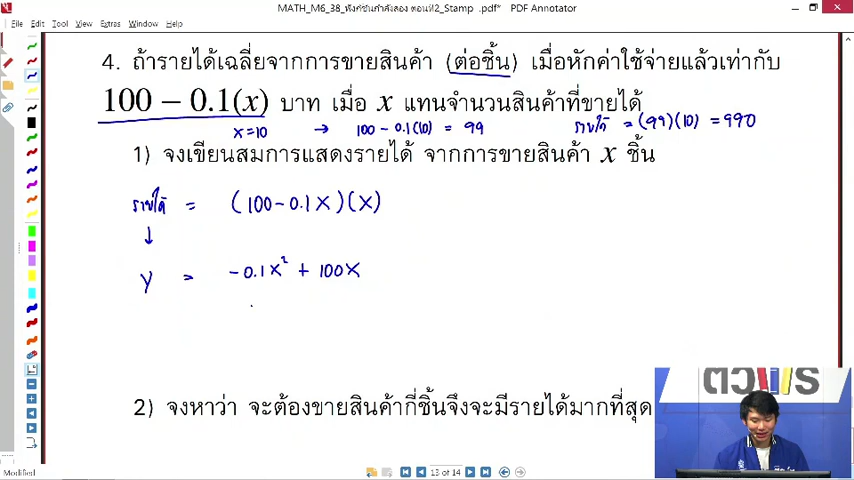 MATH_M6_38_ฟังก์ชันกำลังสอง ตอนที่2_Stamp .pdf* - PDF Annotator
File Edit Tool View Extras Window Help
4. ถ้ารายได้เฉลี่ยจากการขายสินค้า (ต่อชิ้น) เมื่อหักค่าใช้จ่ายแล้วเท่ากับ
100 − 0.1(x) บาท เมื่อ x แทนจำนวนสินค้าที่ขายได้
x=10 → 100 − 0.1(10) = 99 รายได้ = (99)(10) = 990
1) จงเขียนสมการแสดงรายได้ จากการขายสินค้า x ชิ้น
รายได้ = (100 − 0.1X)(X)
↓
y = −0.1X² + 100X
2) จงหาว่า จะต้องขายสินค้ากี่ชิ้นจึงจะมีรายได้มากที่สุด
Modified
13 of 14